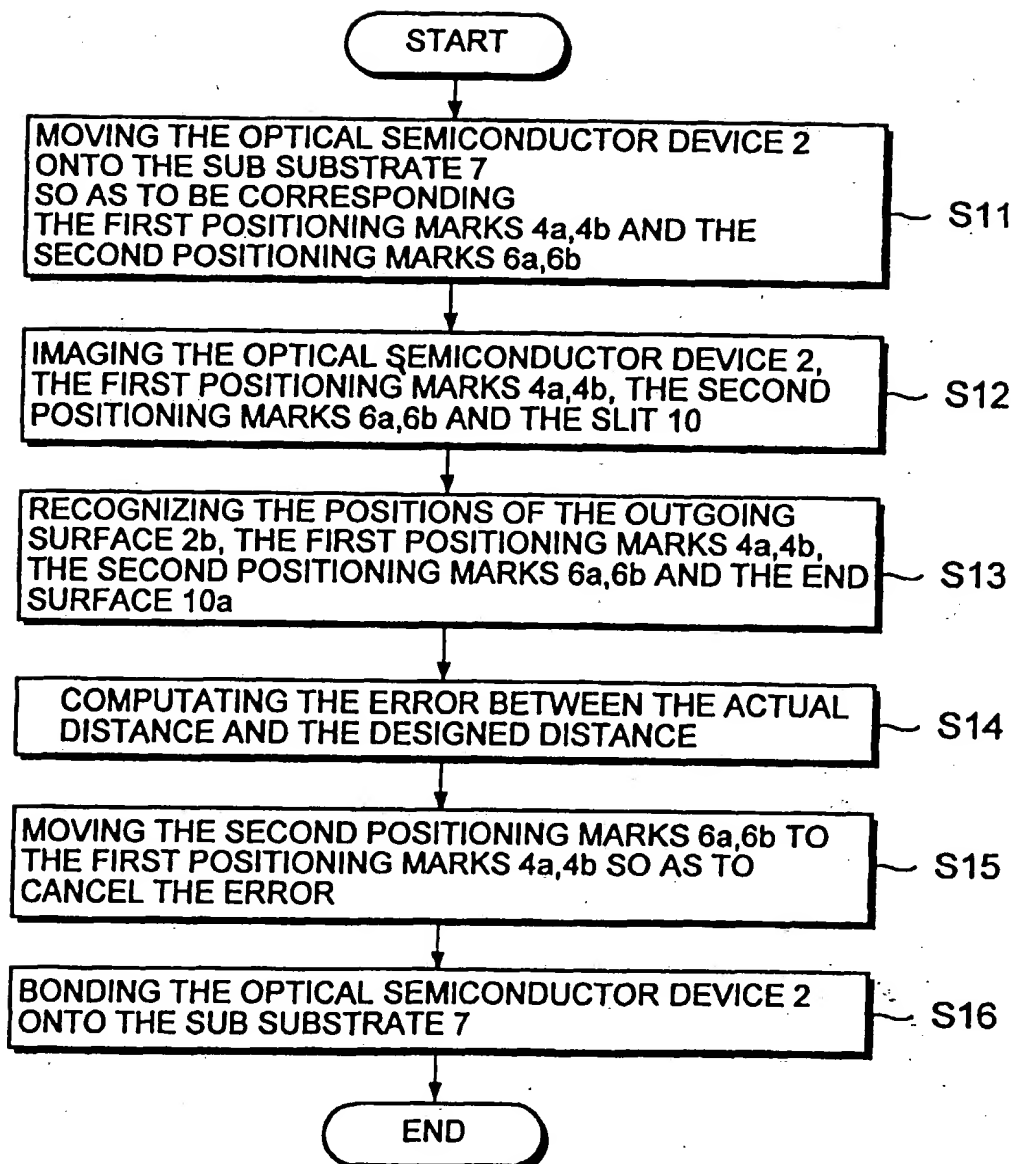 START
MOVING THE OPTICAL SEMICONDUCTOR DEVICE 2
ONTO THE SUB SUBSTRATE 7
SO AS TO BE CORRESPONDING
THE FIRST POSITIONING MARKS 4a,4b AND THE
SECOND POSITIONING MARKS 6a,6b
S11
IMAGING THE OPTICAL SEMICONDUCTOR DEVICE 2,
THE FIRST POSITIONING MARKS 4a,4b, THE SECOND
POSITIONING MARKS 6a,6b AND THE SLIT 10
S12
RECOGNIZING THE POSITIONS OF THE OUTGOING
SURFACE 2b, THE FIRST POSITIONING MARKS 4a,4b,
THE SECOND POSITIONING MARKS 6a,6b AND THE END
SURFACE 10a
S13
COMPUTATING THE ERROR BETWEEN THE ACTUAL
DISTANCE AND THE DESIGNED DISTANCE
S14
MOVING THE SECOND POSITIONING MARKS 6a,6b TO
THE FIRST POSITIONING MARKS 4a,4b SO AS TO
CANCEL THE ERROR
S15
BONDING THE OPTICAL SEMICONDUCTOR DEVICE 2
ONTO THE SUB SUBSTRATE 7
S16
END